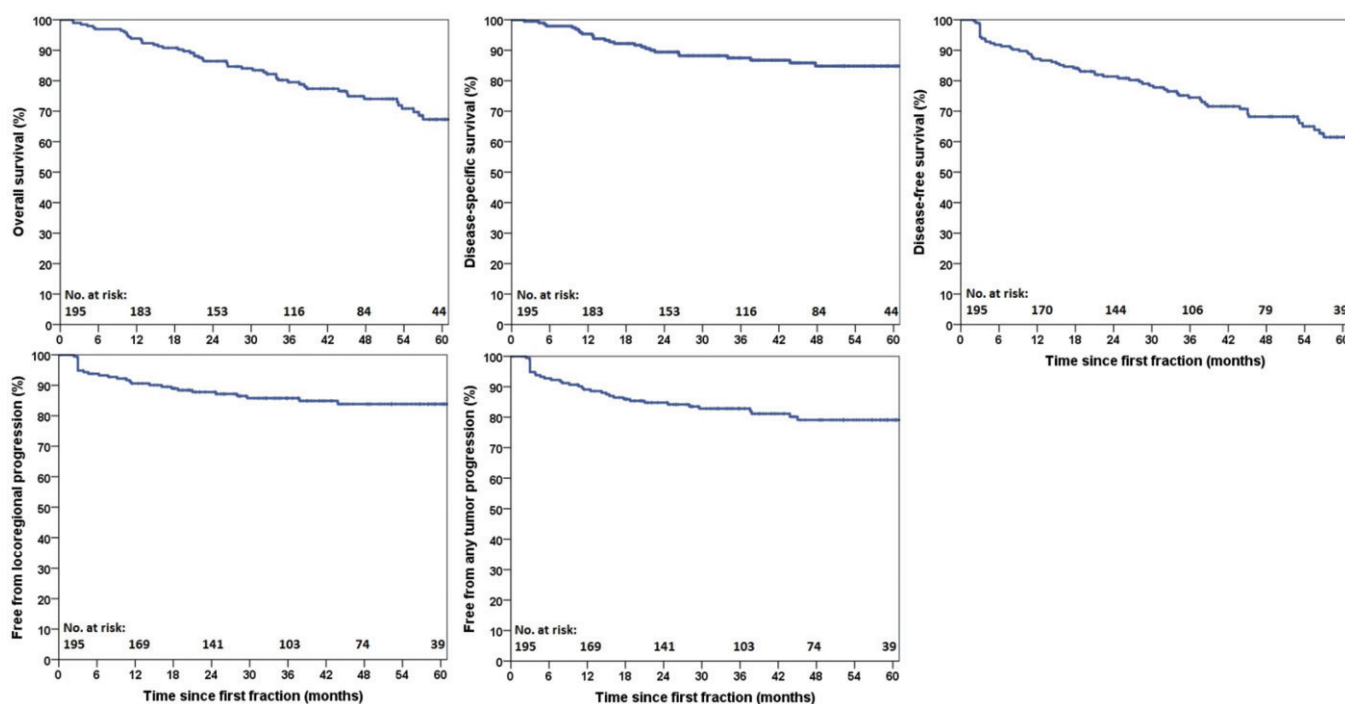 Overall survival (%)
100
90
80
70
60
50
40
30
20
10
0
No. at risk:
195 183 153 116 84 44
0 6 12 18 24 30 36 42 48 54 60
Disease-specific survival (%)
100
90
80
70
60
50
40
30
20
10
0
No. at risk:
195 183 153 116 84 44
0 6 12 18 24 30 36 42 48 54 60
Disease-free survival (%)
100
90
80
70
60
50
40
30
20
10
0
No. at risk:
195 170 144 106 79 39
0 6 12 18 24 30 36 42 48 54 60
Time since first fraction (months)
Free from locoregional progression (%)
100
90
80
70
60
50
40
30
20
10
0
No. at risk:
195 169 141 103 74 39
0 6 12 18 24 30 36 42 48 54 60
Time since first fraction (months)
Free from any tumor progression (%)
100
90
80
70
60
50
40
30
20
10
0
No. at risk:
195 169 141 103 74 39
0 6 12 18 24 30 36 42 48 54 60
Time since first fraction (months)